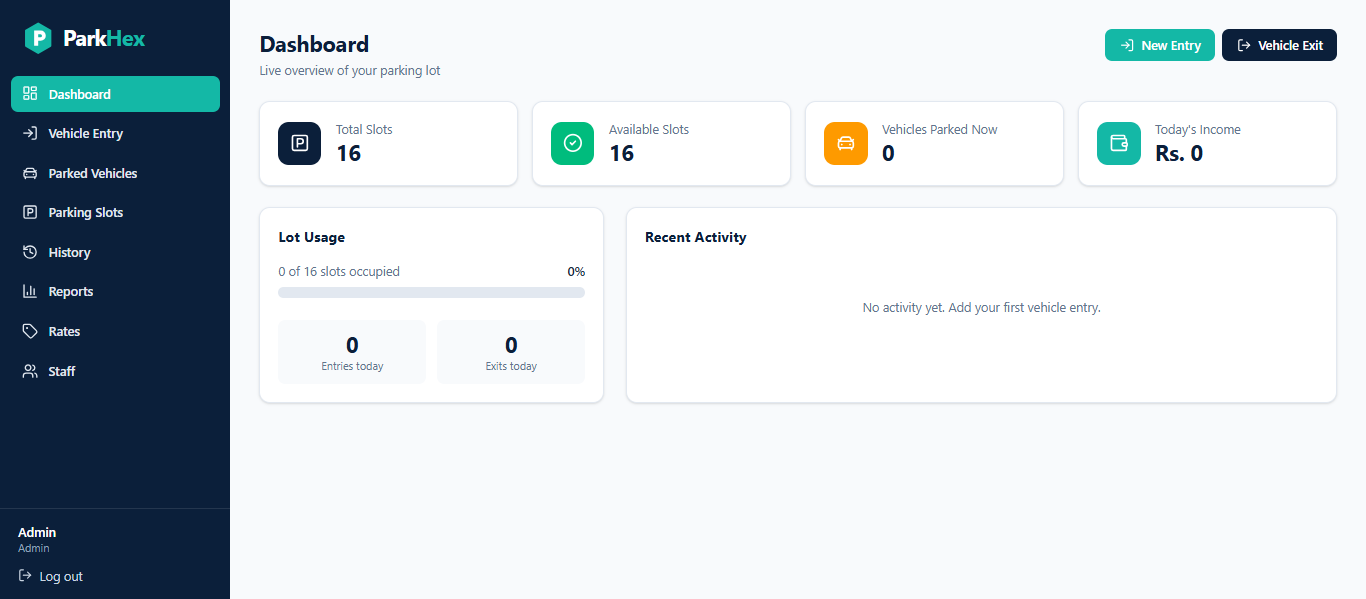 ParkHex
Dashboard
Vehicle Entry
Parked Vehicles
Parking Slots
History
Reports
Rates
Staff
Admin
Admin
Log out
Dashboard
Live overview of your parking lot
New Entry
Vehicle Exit
Total Slots
16
Available Slots
16
Vehicles Parked Now
0
Today's Income
Rs. 0
Lot Usage
0 of 16 slots occupied 0%
0
Entries today
0
Exits today
Recent Activity
No activity yet. Add your first vehicle entry.